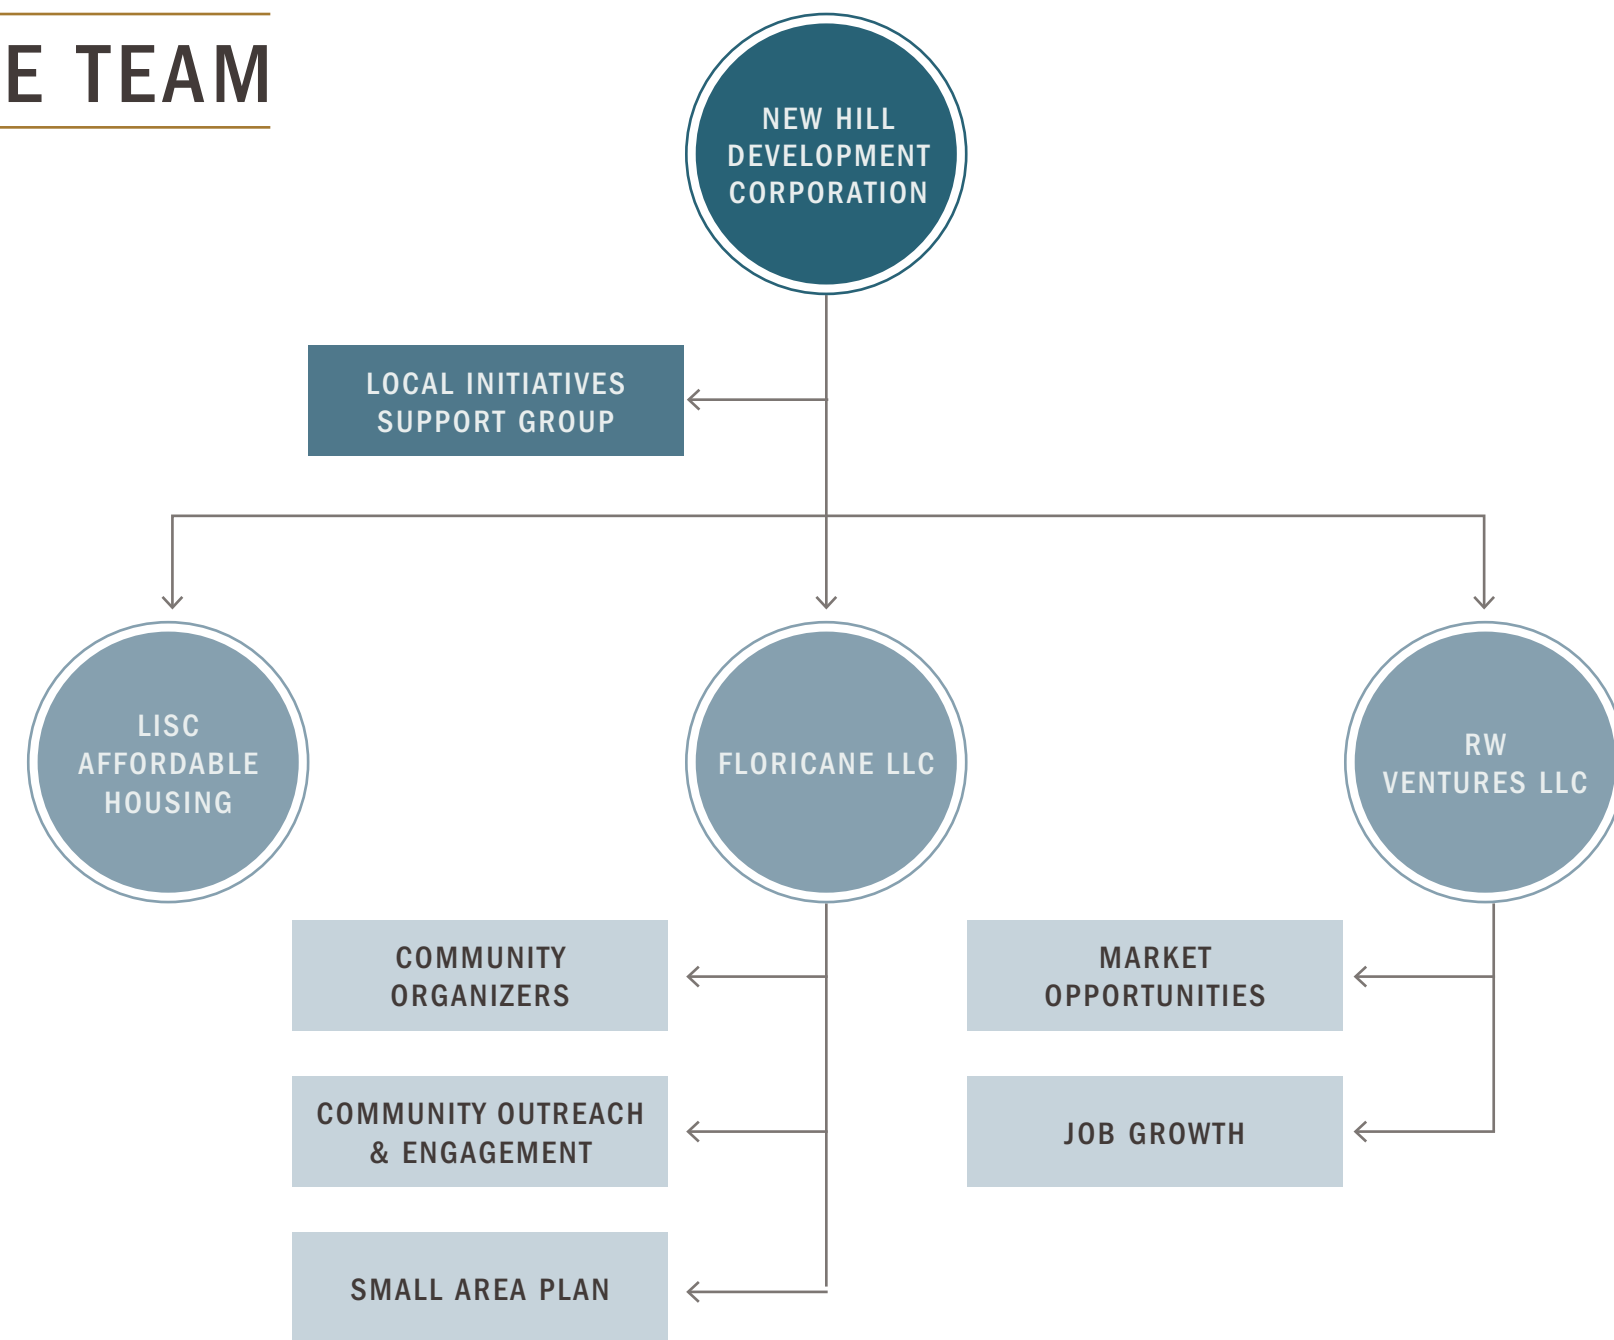 E TEAM
NEW HILL
DEVELOPMENT
CORPORATION
LOCAL INITIATIVES
SUPPORT GROUP
LISC
AFFORDABLE
HOUSING
FLORICANE LLC
RW
VENTURES LLC
COMMUNITY
ORGANIZERS
MARKET
OPPORTUNITIES
COMMUNITY OUTREACH
& ENGAGEMENT
JOB GROWTH
SMALL AREA PLAN